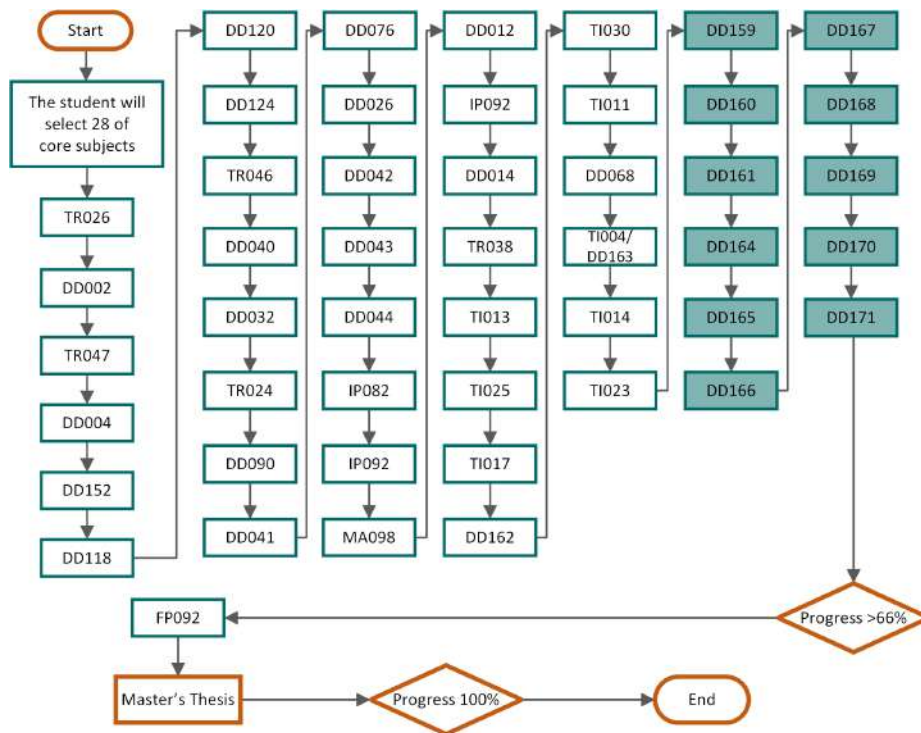 Start
The student will
select 28 of
core subjects
TR026
DD002
TR047
DD004
DD152
DD118
DD120
DD124
TR046
DD040
DD032
TR024
DD090
DD041
DD076
DD026
DD042
DD043
DD044
IP082
IP092
MA098
DD012
IP092
DD014
TR038
TI013
TI025
TI017
DD162
TI030
TI011
DD068
TI004/
DD163
TI014
TI023
DD159
DD160
DD161
DD164
DD165
DD166
DD167
DD168
DD169
DD170
DD171
Progress >66%
FP092
Master's Thesis
Progress 100%
End